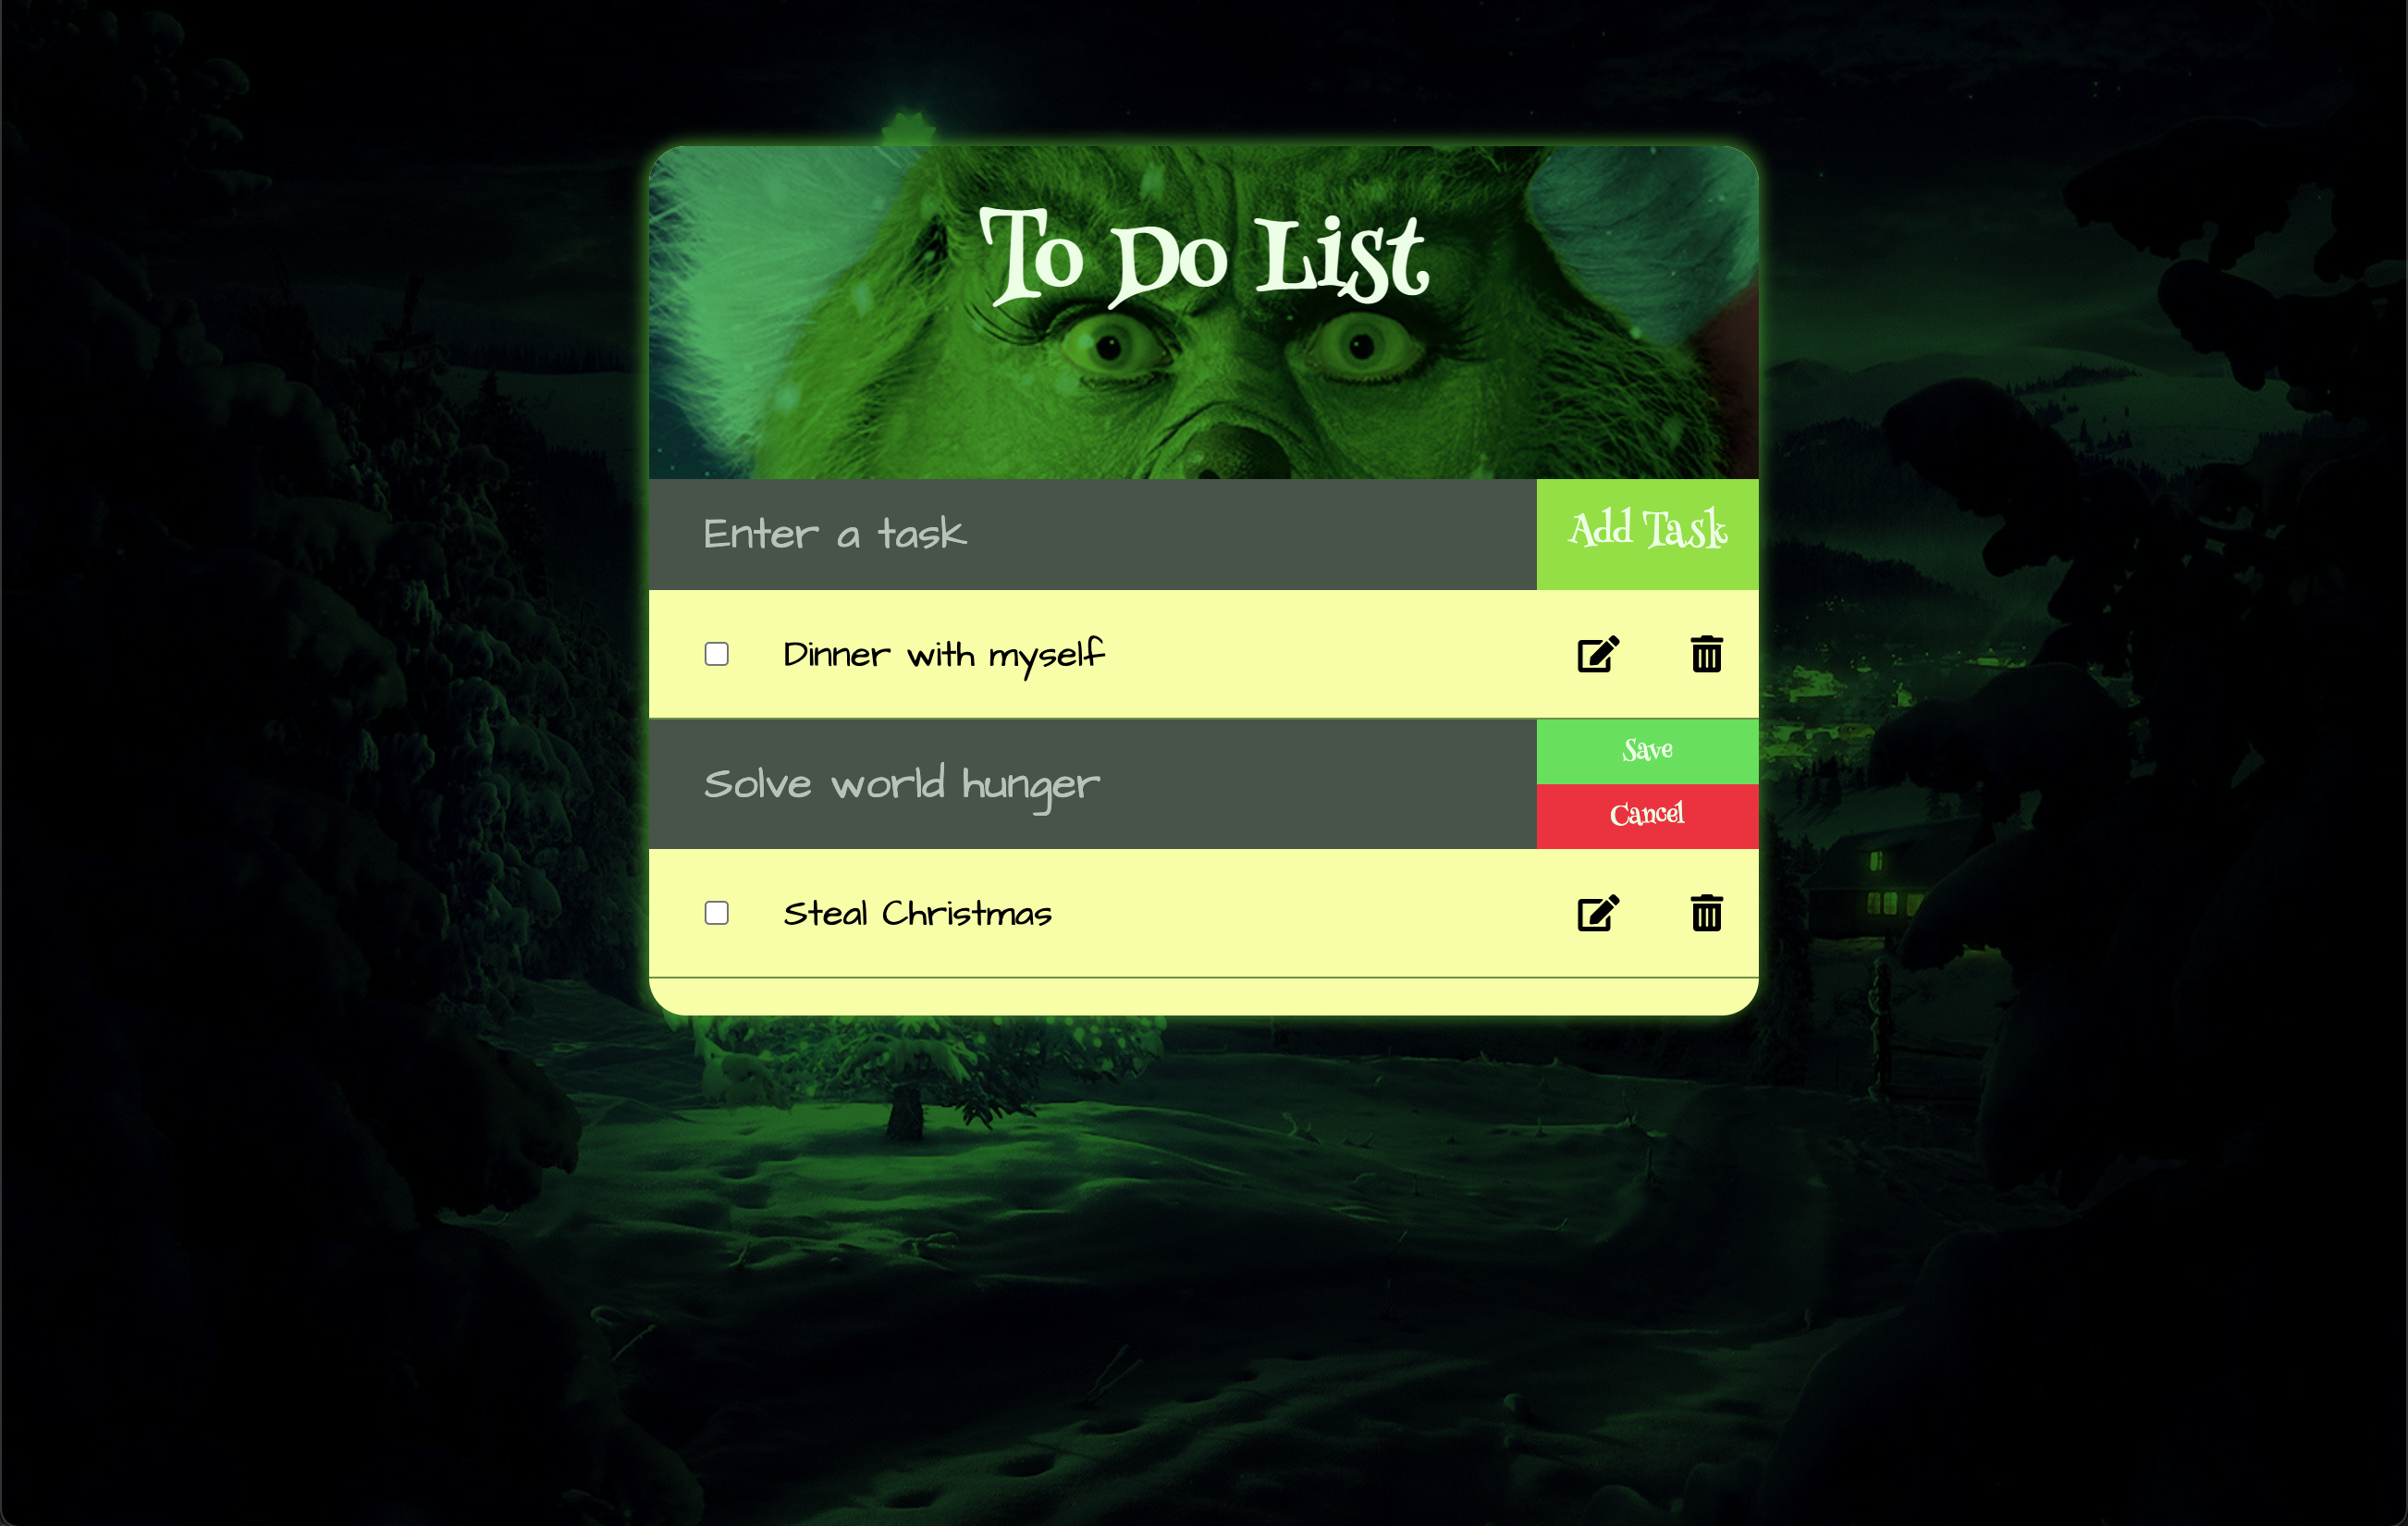 To Do List
Enter a task
Add Task
Dinner with myself
Solve world hunger
Save
Cancel
Steal Christmas